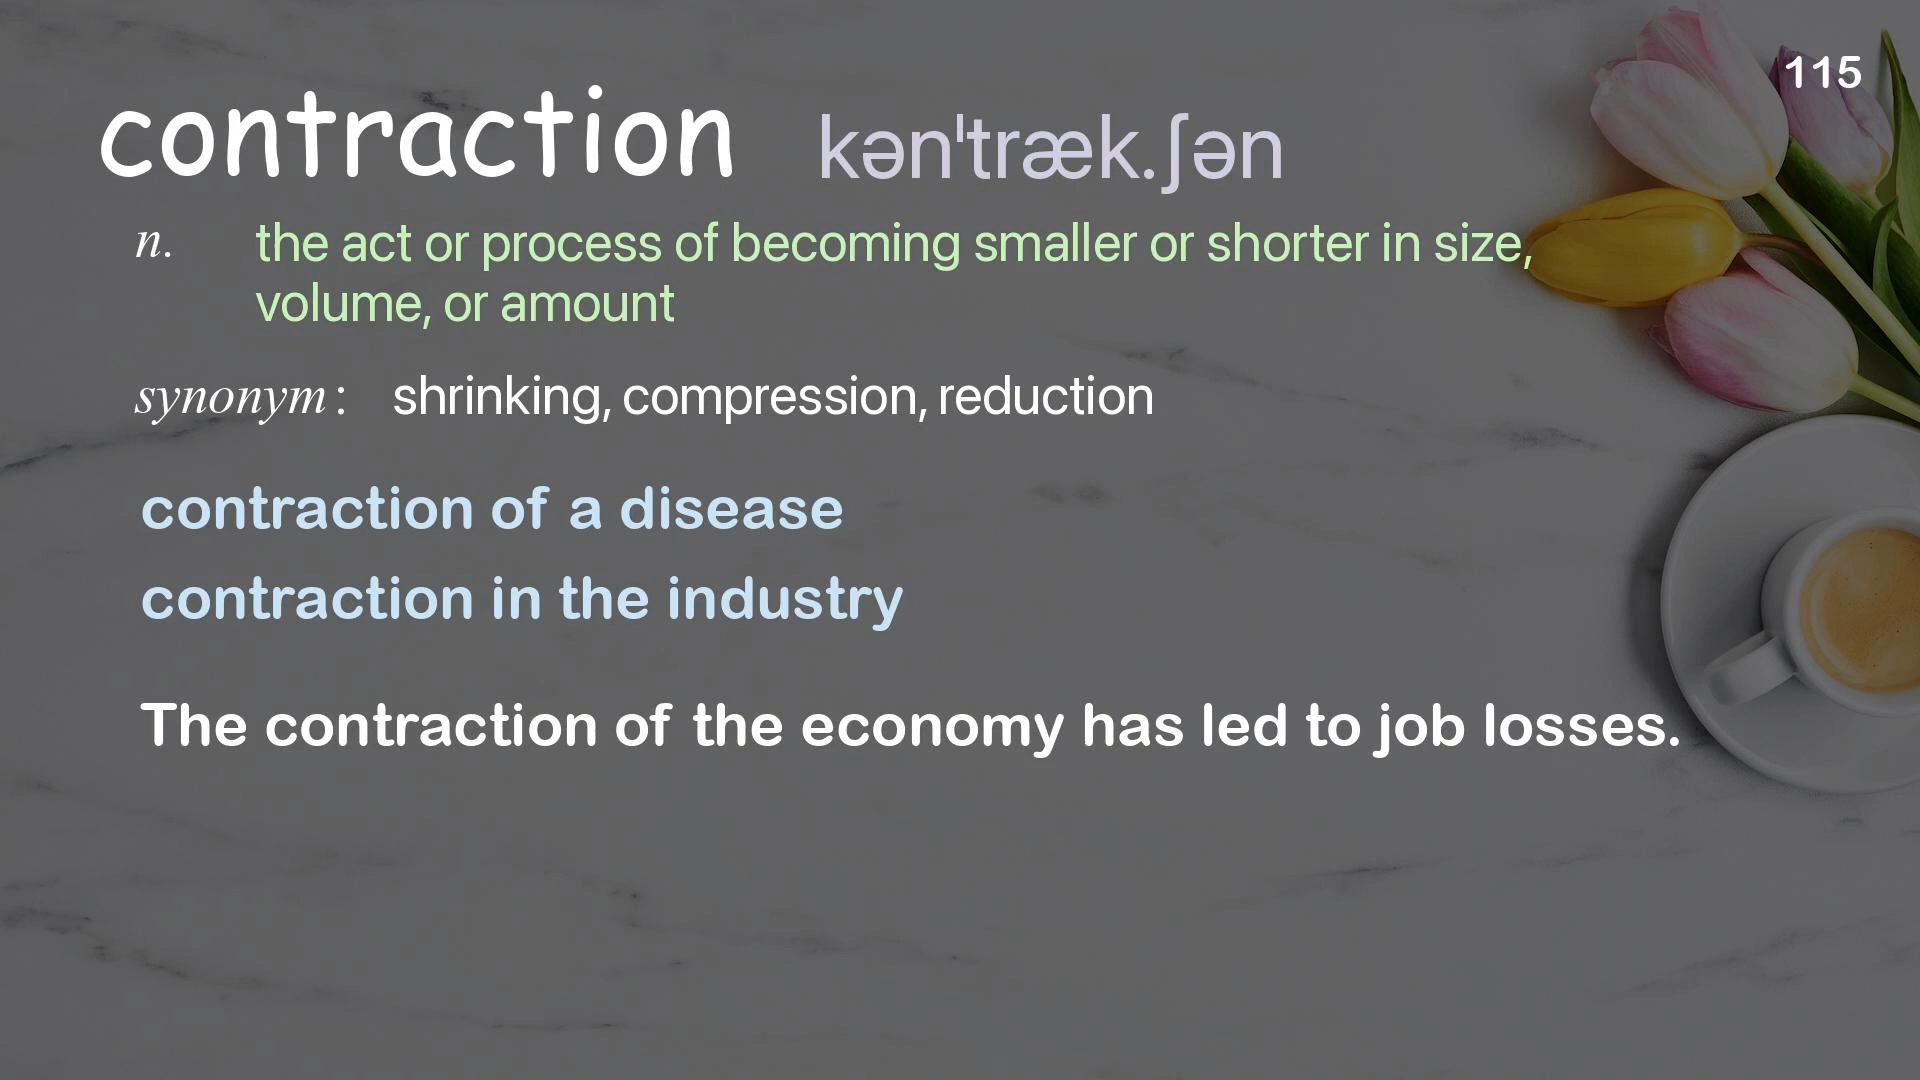 115
contraction kən'træk.ʃən
n. the act or process of becoming smaller or shorter in size,
volume, or amount
synonym: shrinking, compression, reduction
contraction of a disease
contraction in the industry
The contraction of the economy has led to job losses.